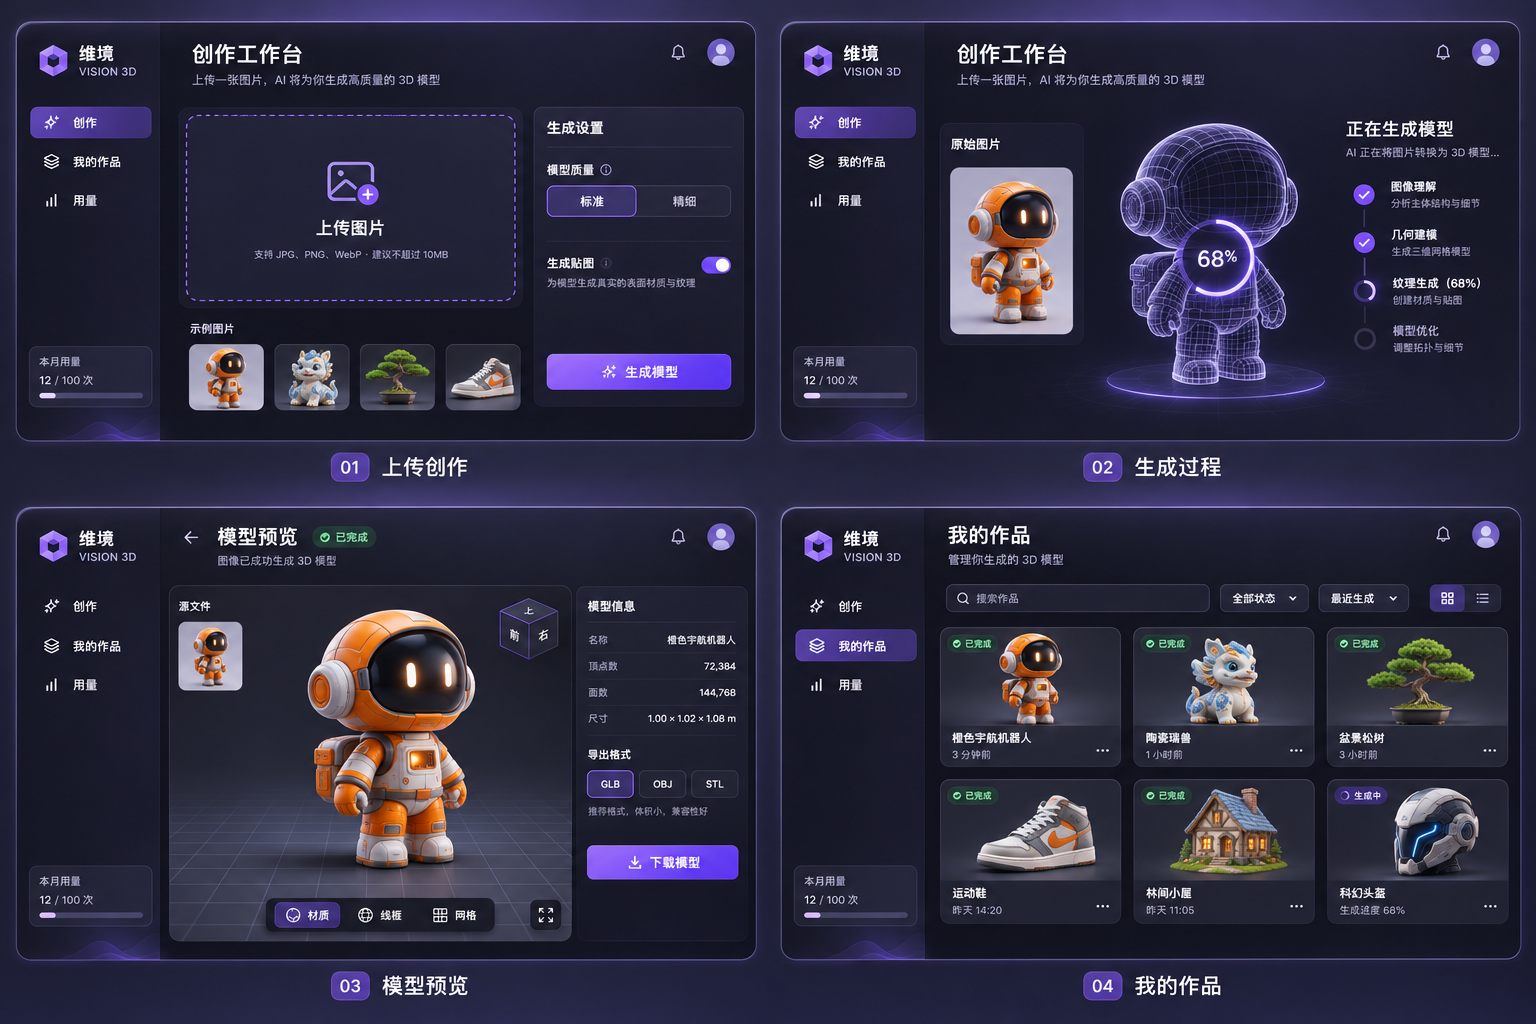 维境
VISION 3D
创作
我的作品
用量
本月用量
12 / 100 次
创作工作台
上传一张图片，AI 将为你生成高质量的 3D 模型
上传图片
支持 JPG、PNG、WebP · 建议不超过 10MB
示例图片
生成设置
模型质量
标准
精细
生成贴图
为模型生成真实的表面材质与纹理
生成模型
01 上传创作
维境
VISION 3D
创作
我的作品
用量
本月用量
12 / 100 次
创作工作台
上传一张图片，AI 将为你生成高质量的 3D 模型
原始图片
68%
正在生成模型
AI 正在将图片转换为 3D 模型...
图像理解
分析主体结构与细节
几何建模
生成三维网格模型
纹理生成（68%）
创建材质与贴图
模型优化
调整拓扑与细节
02 生成过程
维境
VISION 3D
创作
我的作品
用量
本月用量
12 / 100 次
模型预览
已完成
图像已成功生成 3D 模型
源文件
上
前
右
材质
线框
网格
模型信息
名称 橙色宇航机器人
顶点数 72,384
面数 144,768
尺寸 1.00 × 1.02 × 1.08 m
导出格式
GLB
OBJ
STL
推荐格式，体积小，兼容性好
下载模型
03 模型预览
维境
VISION 3D
创作
我的作品
用量
本月用量
12 / 100 次
我的作品
管理你生成的 3D 模型
搜索作品
全部状态
最近生成
已完成
橙色宇航机器人
3 分钟前
已完成
陶瓷瑞兽
1 小时前
已完成
盆景松树
3 小时前
已完成
运动鞋
昨天 14:20
已完成
林间小屋
昨天 11:05
生成中
科幻头盔
生成进度 68%
04 我的作品